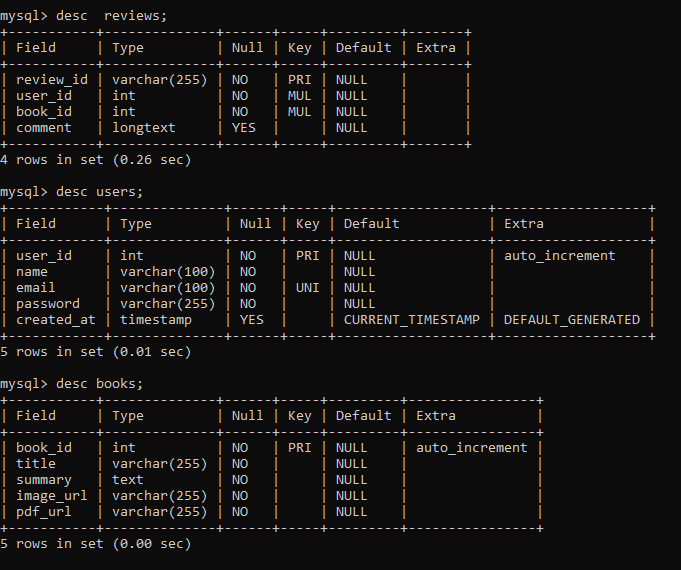 mysql> desc  reviews;
+-----------+--------------+------+-----+---------+-------+
| Field     | Type         | Null | Key | Default | Extra |
+-----------+--------------+------+-----+---------+-------+
| review_id | varchar(255) | NO   | PRI | NULL    |       |
| user_id   | int          | NO   | MUL | NULL    |       |
| book_id   | int          | NO   | MUL | NULL    |       |
| comment   | longtext     | YES  |     | NULL    |       |
+-----------+--------------+------+-----+---------+-------+
4 rows in set (0.26 sec)
mysql> desc users;
+------------+--------------+------+-----+-------------------+-------------------+
| Field      | Type         | Null | Key | Default           | Extra             |
+------------+--------------+------+-----+-------------------+-------------------+
| user_id    | int          | NO   | PRI | NULL              | auto_increment    |
| name       | varchar(100) | NO   |     | NULL              |                   |
| email      | varchar(100) | NO   | UNI | NULL              |                   |
| password   | varchar(255) | NO   |     | NULL              |                   |
| created_at | timestamp    | YES  |     | CURRENT_TIMESTAMP | DEFAULT_GENERATED |
+------------+--------------+------+-----+-------------------+-------------------+
5 rows in set (0.01 sec)
mysql> desc books;
+-----------+--------------+------+-----+---------+----------------+
| Field     | Type         | Null | Key | Default | Extra          |
+-----------+--------------+------+-----+---------+----------------+
| book_id   | int          | NO   | PRI | NULL    | auto_increment |
| title     | varchar(255) | NO   |     | NULL    |                |
| summary   | text         | NO   |     | NULL    |                |
| image_url | varchar(255) | NO   |     | NULL    |                |
| pdf_url   | varchar(255) | NO   |     | NULL    |                |
+-----------+--------------+------+-----+---------+----------------+
5 rows in set (0.00 sec)